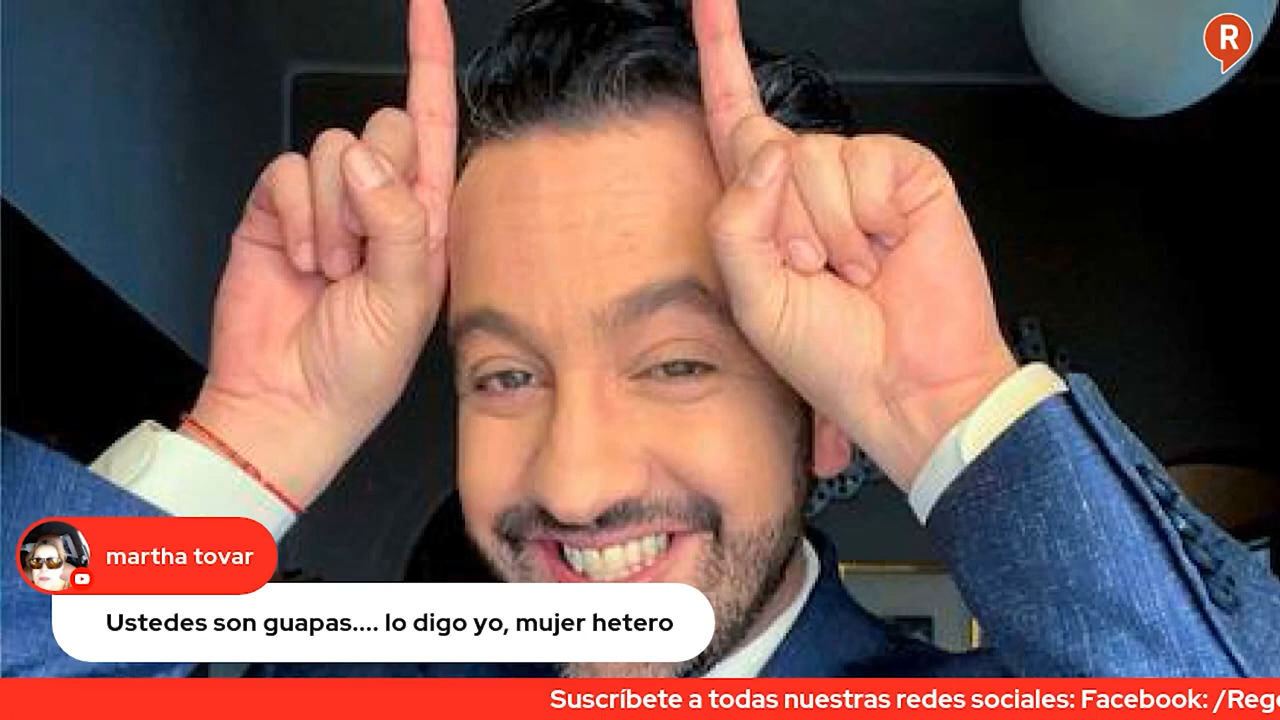 R
martha tovar
Ustedes son guapas.... lo digo yo, mujer hetero
Suscríbete a todas nuestras redes sociales: Facebook: /Reg